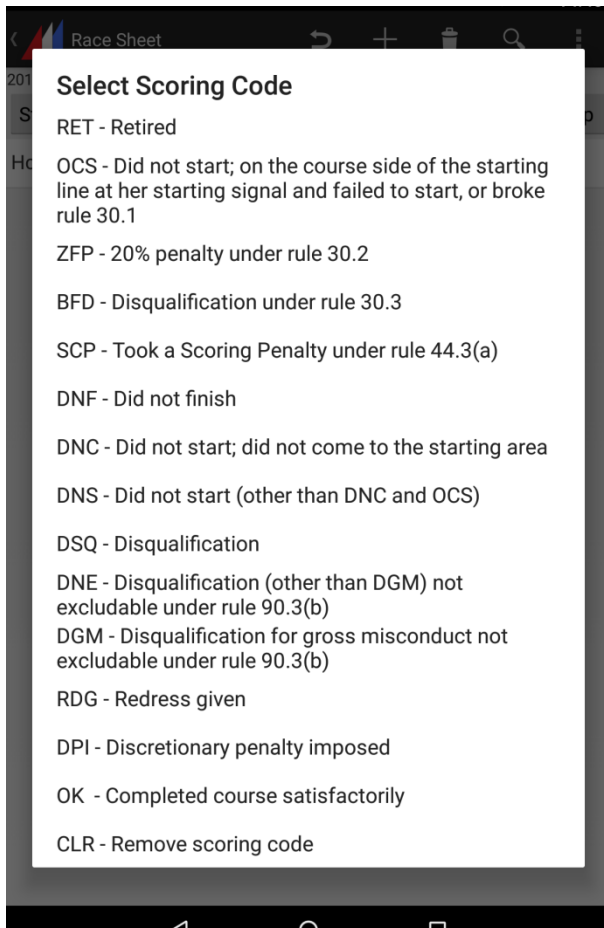 Race Sheet
201
Select Scoring Code
S
p
RET - Retired
Ho
OCS - Did not start; on the course side of the starting
line at her starting signal and failed to start, or broke
rule 30.1
ZFP - 20% penalty under rule 30.2
BFD - Disqualification under rule 30.3
SCP - Took a Scoring Penalty under rule 44.3(a)
DNF - Did not finish
DNC - Did not start; did not come to the starting area
DNS - Did not start (other than DNC and OCS)
DSQ - Disqualification
DNE - Disqualification (other than DGM) not
excludable under rule 90.3(b)
DGM - Disqualification for gross misconduct not
excludable under rule 90.3(b)
RDG - Redress given
DPI - Discretionary penalty imposed
OK - Completed course satisfactorily
CLR - Remove scoring code